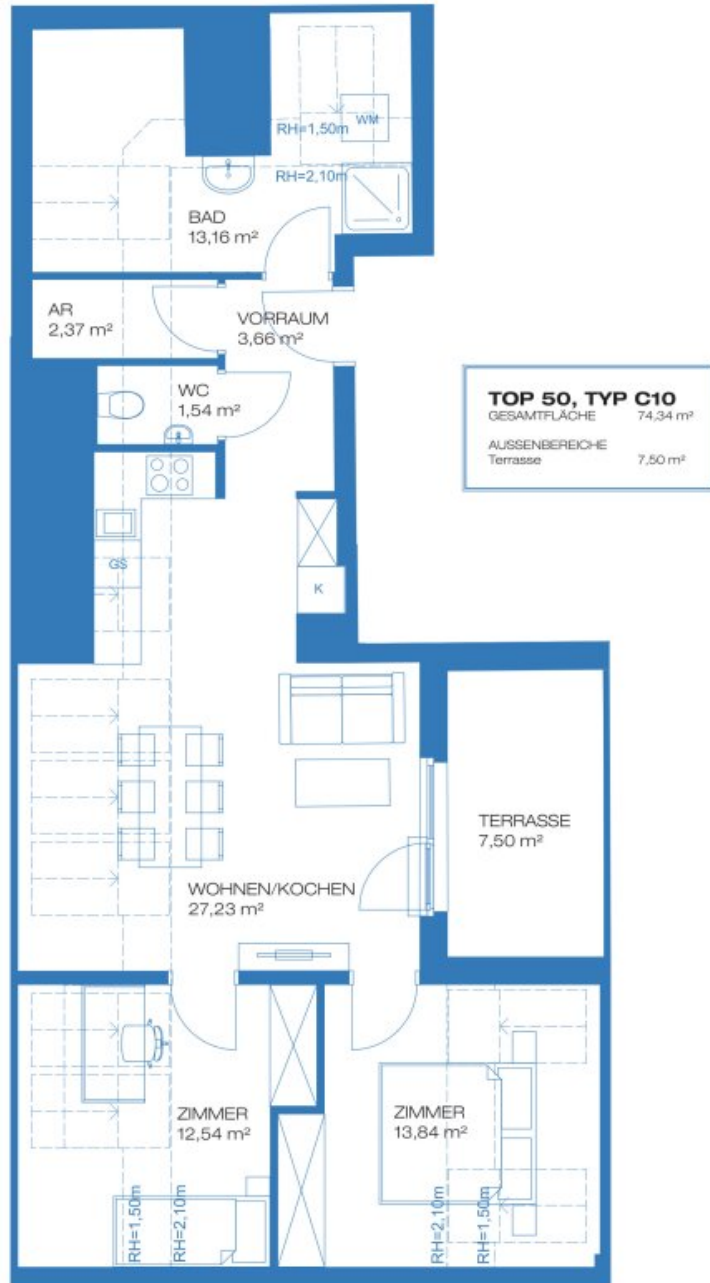 RH=1,50m
WM
RH=2,10m
BAD
13,16 m²
AR
2,37 m²
VORRAUM
3,66 m²
WC
1,54 m²
TOP 50, TYP C10
GESAMTFLÄCHE 74,34 m²
AUSSENBEREICHE
Terrasse 7,50 m²
GS
K
TERRASSE
7,50 m²
WOHNEN/KOCHEN
27,23 m²
ZIMMER
12,54 m²
ZIMMER
13,84 m²
RH=1,50m
RH=2,10m
RH=2,10m
RH=1,50m